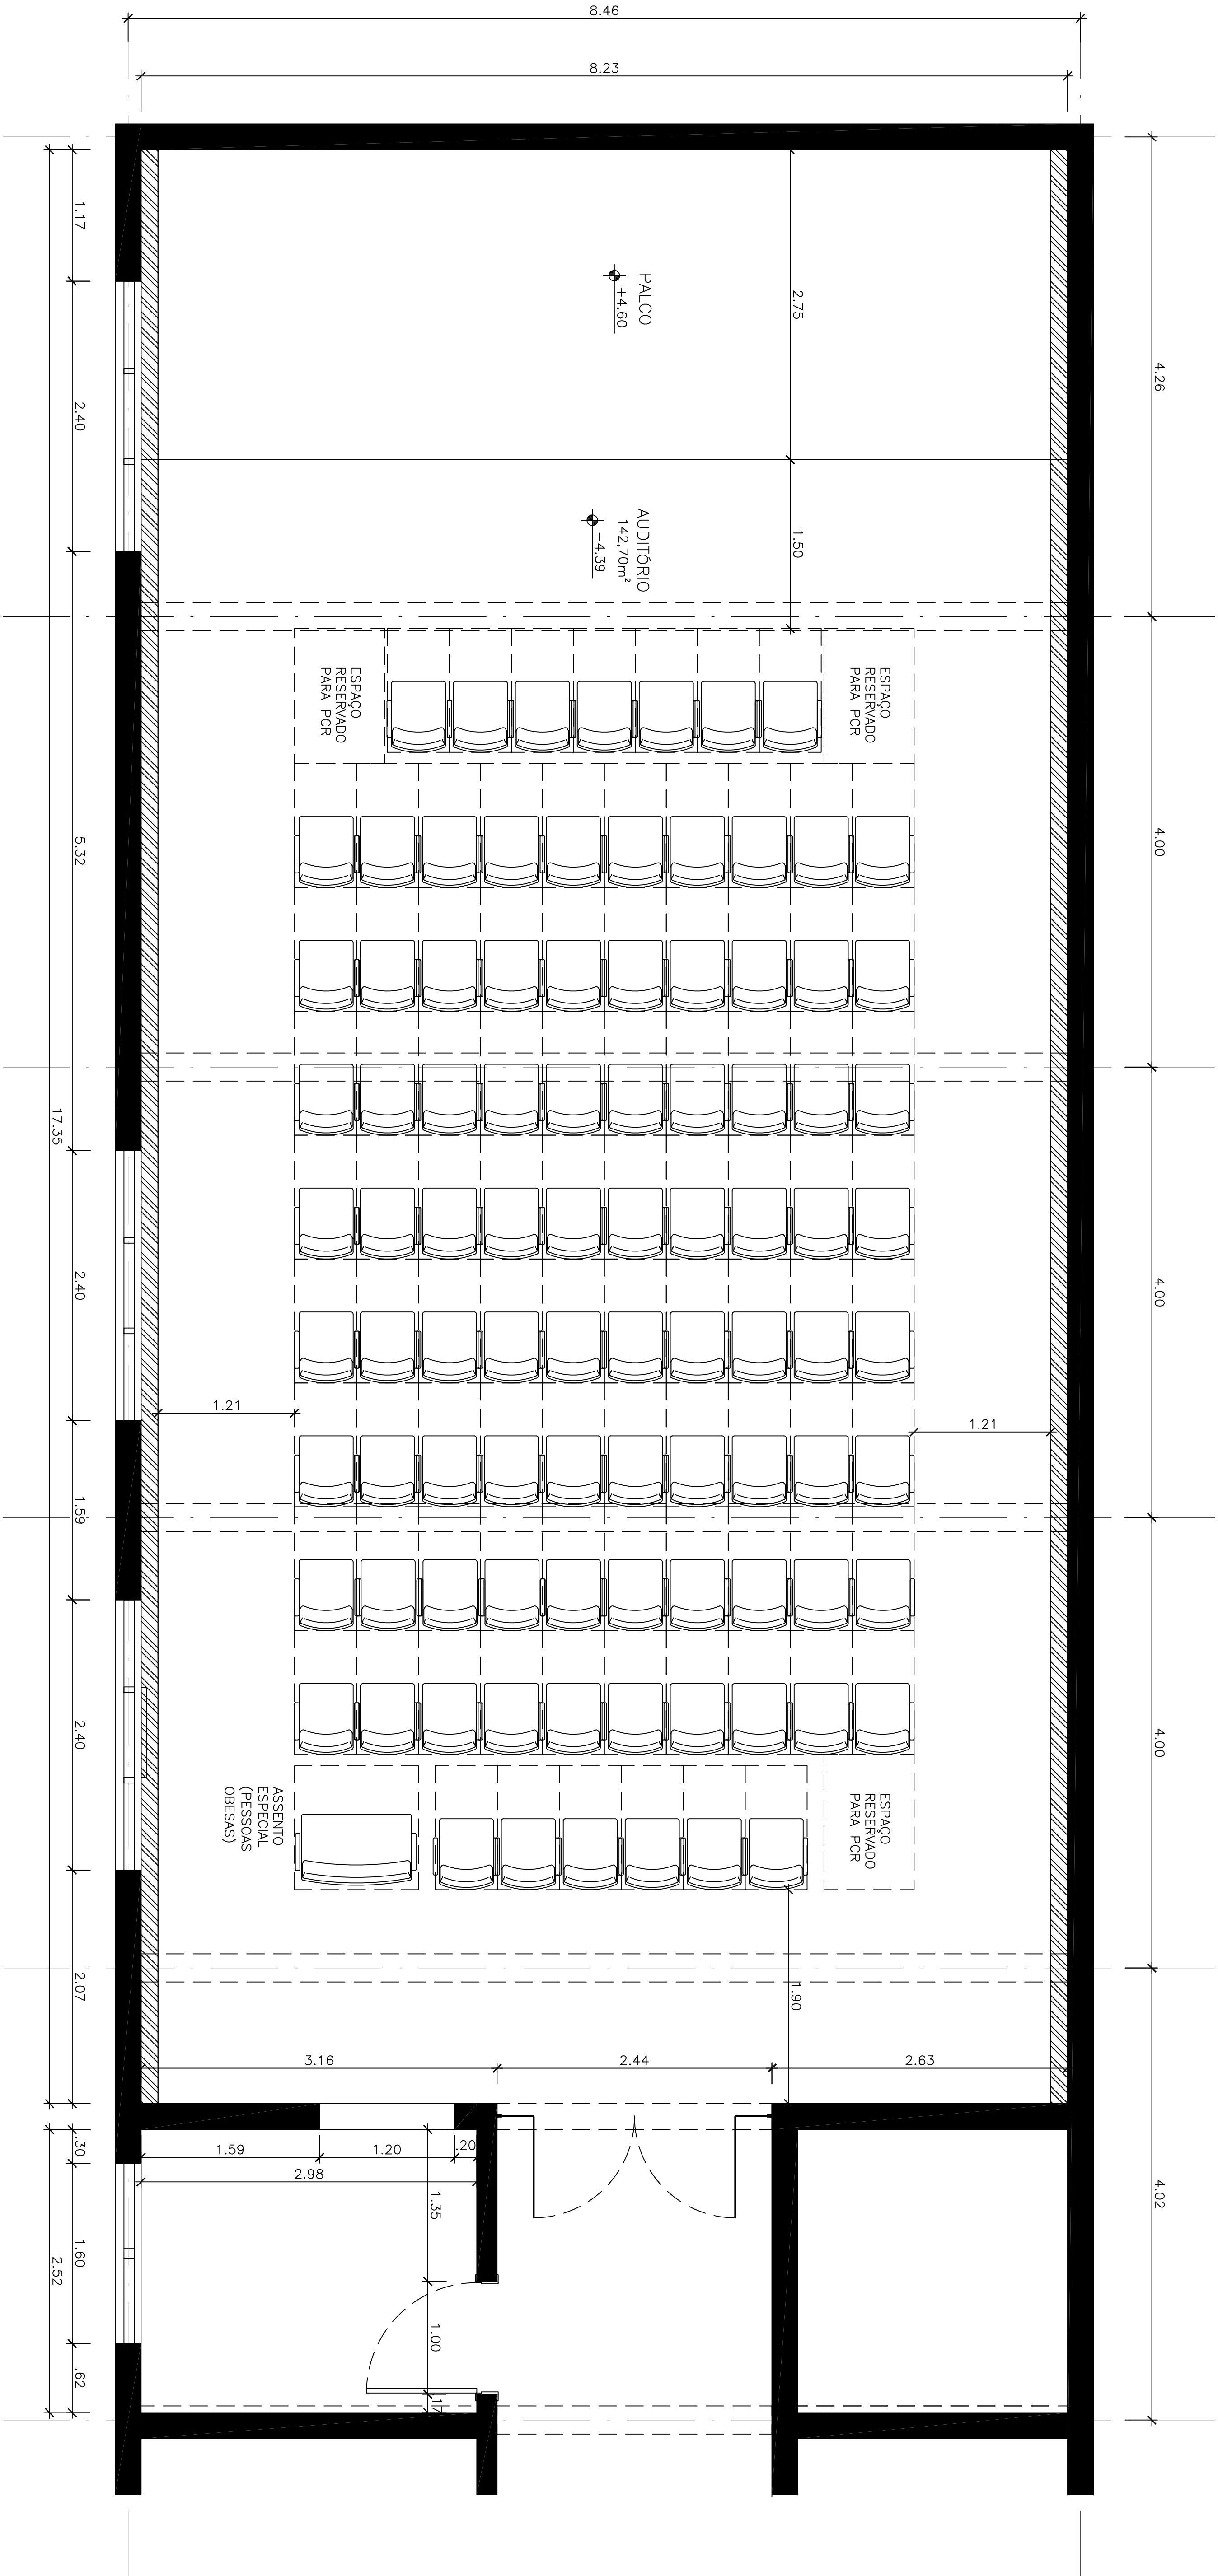 8.46
8.23
1.17
2.40
5.32
2.40
1.59
2.40
2.07
17.35
.30
1.60
.62
2.52
4.26
4.00
4.00
4.00
4.02
PALCO
+4.60
2.75
AUDITÓRIO
142,70m²
+4.39
1.50
ESPAÇO
RESERVADO
PARA PCR
ESPAÇO
RESERVADO
PARA PCR
1.21
1.21
ASSENTO
ESPECIAL
(PESSOAS
OBESAS)
ESPAÇO
RESERVADO
PARA PCR
1.90
3.16
2.44
2.63
1.59
1.20
.20
2.98
1.35
1.00
.17